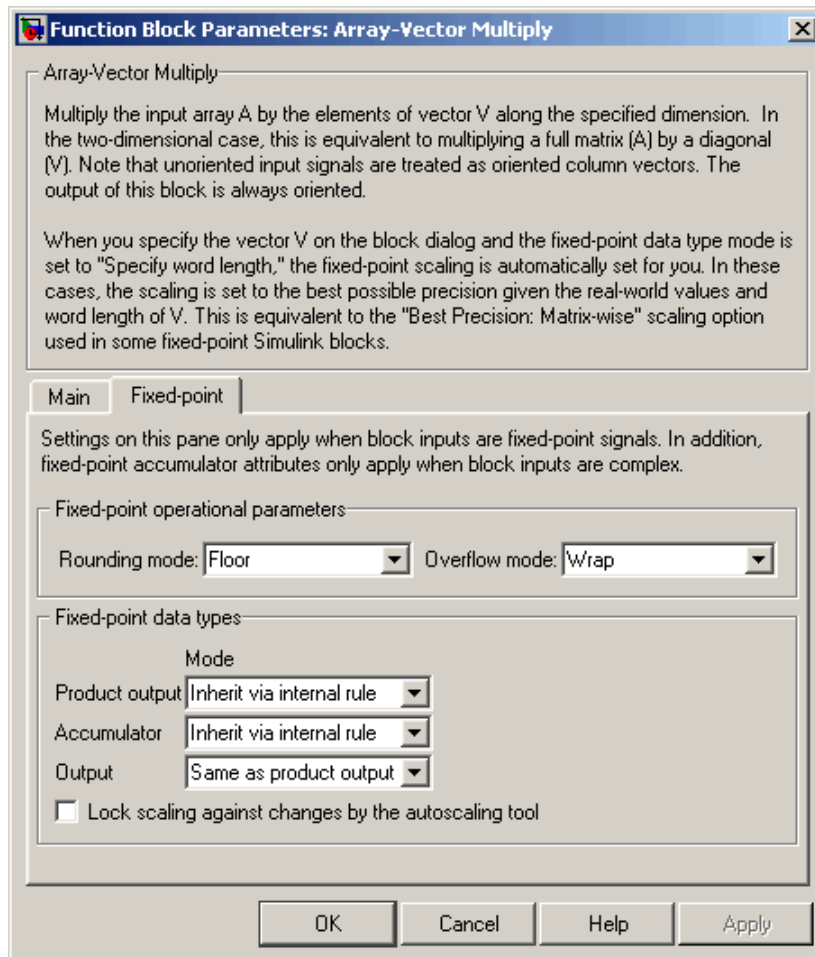 Function Block Parameters: Array-Vector Multiply
Array-Vector Multiply
Multiply the input array A by the elements of vector V along the specified dimension. In
the two-dimensional case, this is equivalent to multiplying a full matrix (A) by a diagonal
(V). Note that unoriented input signals are treated as oriented column vectors. The
output of this block is always oriented.
When you specify the vector V on the block dialog and the fixed-point data type mode is
set to "Specify word length," the fixed-point scaling is automatically set for you. In these
cases, the scaling is set to the best possible precision given the real-world values and
word length of V. This is equivalent to the "Best Precision: Matrix-wise" scaling option
used in some fixed-point Simulink blocks.
Main Fixed-point
Settings on this pane only apply when block inputs are fixed-point signals. In addition,
fixed-point accumulator attributes only apply when block inputs are complex.
Fixed-point operational parameters
Rounding mode: Floor Overflow mode: Wrap
Fixed-point data types
Mode
Product output Inherit via internal rule
Accumulator Inherit via internal rule
Output Same as product output
Lock scaling against changes by the autoscaling tool
OK Cancel Help Apply